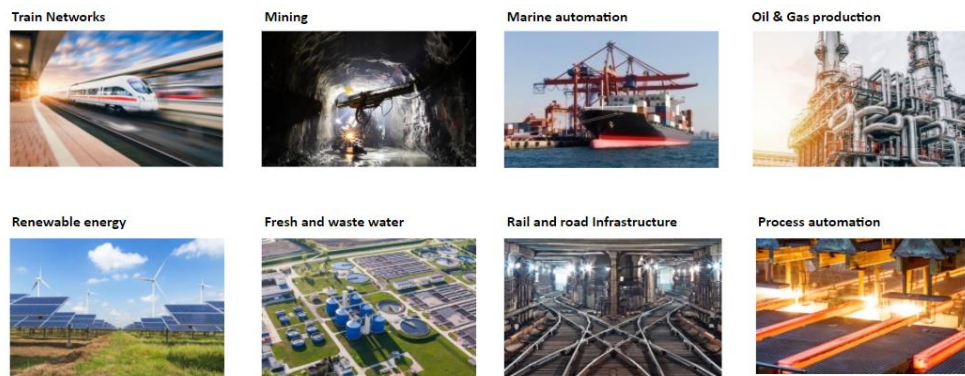 Train Networks
Mining
Marine automation
Oil & Gas production
Renewable energy
Fresh and waste water
Rail and road Infrastructure
Process automation